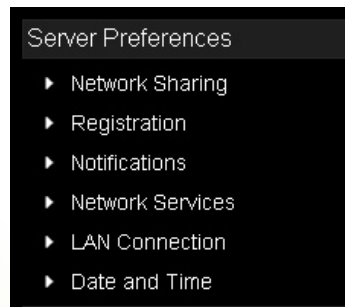 Server Preferences
Network Sharing
Registration
Notifications
Network Services
LAN Connection
Date and Time